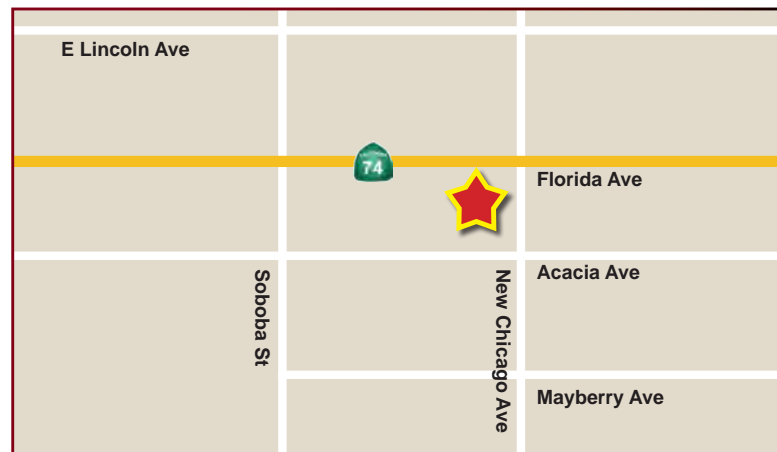 E Lincoln Ave
74
Florida Ave
Acacia Ave
Soboba St
New Chicago Ave
Mayberry Ave